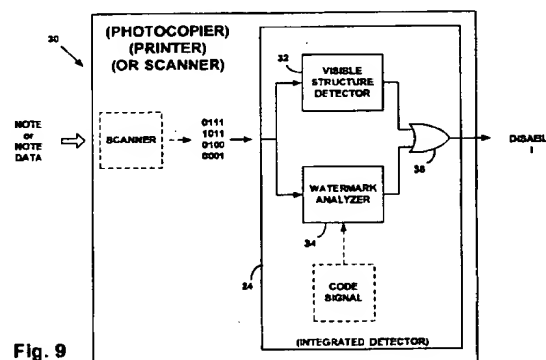 30
(PHOTOCOPIER)
(PRINTER)
(OR SCANNER)
32
VISIBLE
STRUCTURE
DETECTOR
NOTE
or
NOTE
DATA
SCANNER
0111
1011
0100
0001
36
DISABL
WATERMARK
ANALYZER
34
24
CODE
SIGNAL
(INTEGRATED DETECTOR)
Fig. 9